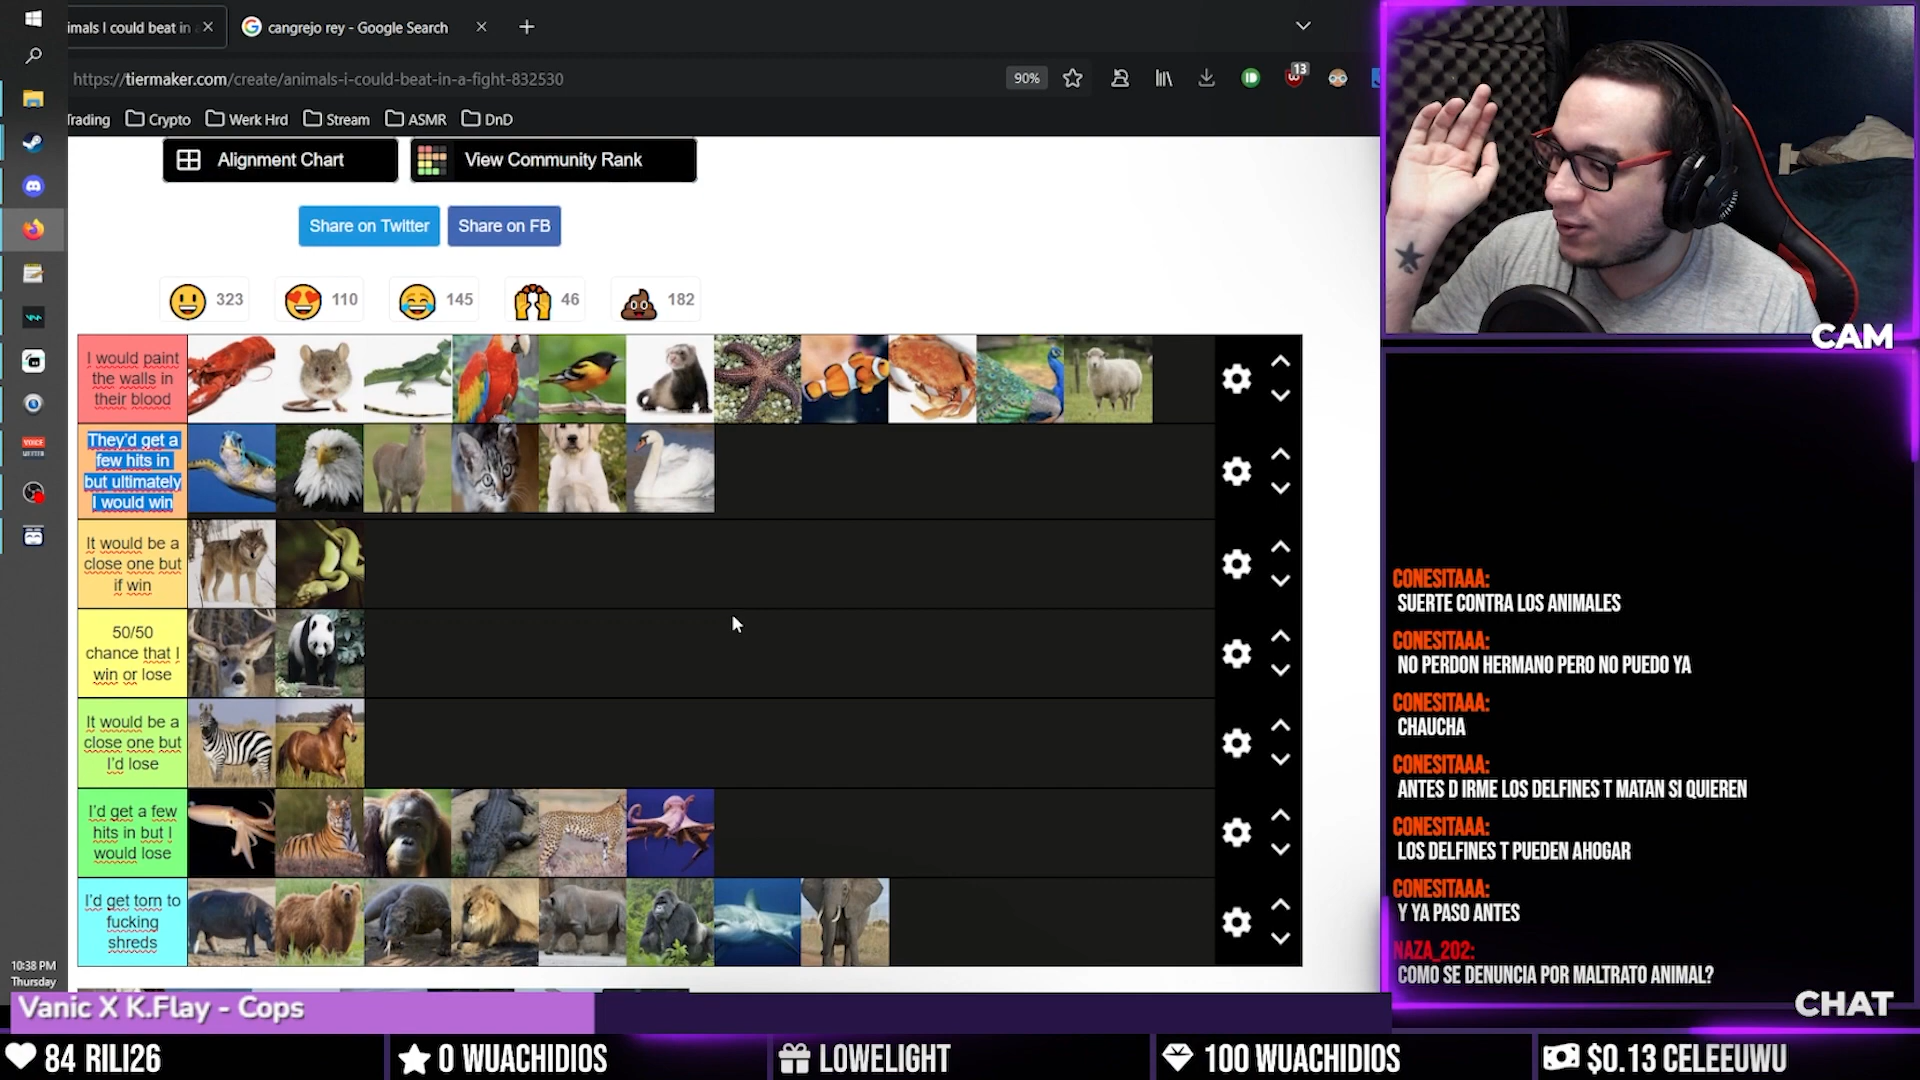 imals I could beat in
cangrejo rey - Google Search
https://tiermaker.com/create/animals-i-could-beat-in-a-fight-832530
90%
13
Trading
Crypto
Werk Hrd
Stream
ASMR
DnD
Alignment Chart
View Community Rank
Share on Twitter
Share on FB
323
110
145
46
182
I would paint
the walls in
their blood
They'd get a
few hits in
but ultimately
I would win
It would be a
close one but
if win
50/50
chance that I
win or lose
It would be a
close one but
I'd lose
I'd get a few
hits in but I
would lose
I'd get torn to
fucking
shreds
10:38 PM
Thursday
CAM
CONESITAAA:
SUERTE CONTRA LOS ANIMALES
CONESITAAA:
NO PERDON HERMANO PERO NO PUEDO YA
CONESITAAA:
CHAUCHA
CONESITAAA:
ANTES D IRME LOS DELFINES T MATAN SI QUIEREN
CONESITAAA:
LOS DELFINES T PUEDEN AHOGAR
CONESITAAA:
Y YA PASO ANTES
NAZA_202:
COMO SE DENUNCIA POR MALTRATO ANIMAL?
CHAT
Vanic X K.Flay - Cops
84 RILI26
0 WUACHIDIOS
LOWELIGHT
100 WUACHIDIOS
$0.13 CELEEUWU